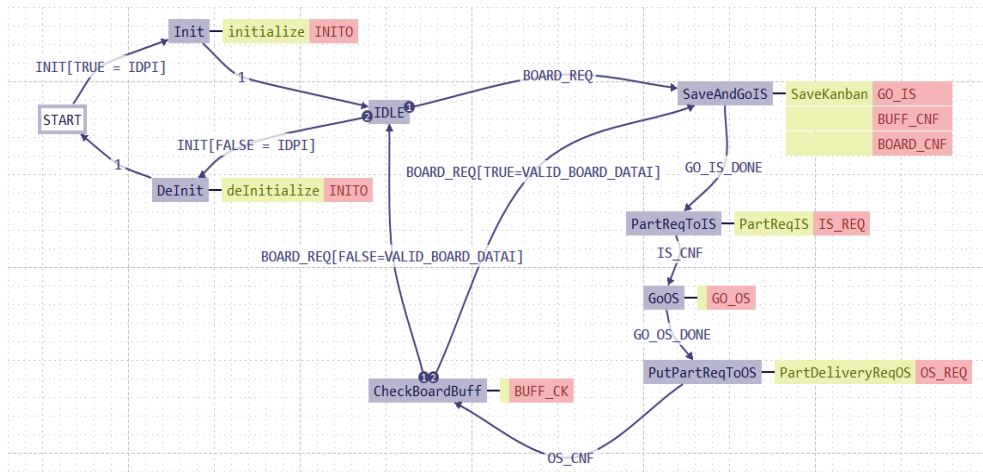 Init initialize INITO
INIT[TRUE = IDPI]
1
BOARD_REQ
SaveAndGoIS SaveKanban GO_IS
BUFF_CNF
BOARD_CNF
START
IDLE 1
2
INIT[FALSE = IDPI]
1
DeInit deInitialize INITO
BOARD_REQ[TRUE=VALID_BOARD_DATAI]
GO_IS_DONE
PartReqToIS PartReqIS IS_REQ
IS_CNF
BOARD_REQ[FALSE=VALID_BOARD_DATAI]
GoOS GO_OS
GO_OS_DONE
PutPartReqToOS PartDeliveryReqOS OS_REQ
1 2
CheckBoardBuff BUFF_CK
OS_CNF